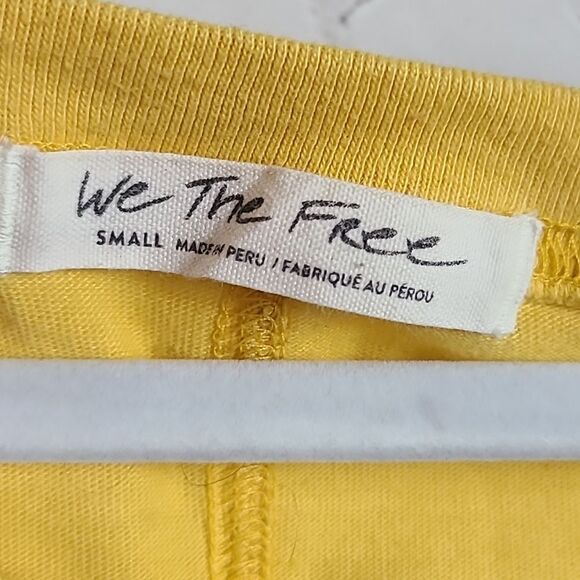 We The Free
SMALL MADE IN PERU / FABRIQUÉ AU PÉROU